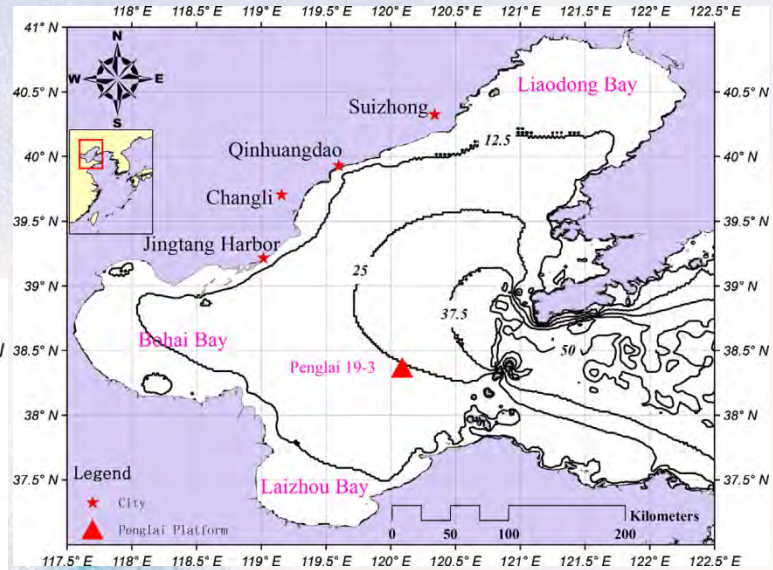 118° E 118.5° E 119° E 119.5° E 120° E 120.5° E 121° E 121.5° E 122° E 122.5° E
41° N
40.5° N
40° N
39.5° N
39° N
38.5° N
38° N
37.5° N
N
W E
S
Liaodong Bay
Suizhong
12.5
Qinhuangdao
Changli
Jingtang Harbor
25
37.5
50
Bohai Bay
Penglai 19-3
Laizhou Bay
Legend
City
Penglai Platform
Kilometers
0 50 100 200
41° N
40.5° N
40° N
39.5° N
39° N
38.5° N
38° N
37.5° N
N
117.5° E 118° E 118.5° E 119° E 119.5° E 120° E 120.5° E 121° E 121.5° E 122° E 122.5° E